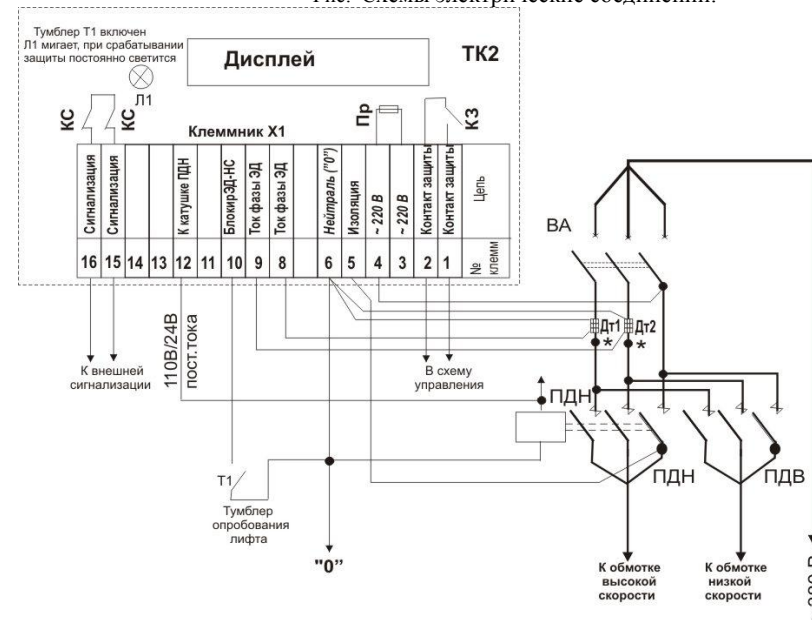 Рис. Схемы электрические соединений.
Тумблер Т1 включен
Л1 мигает, при срабатывании
защиты постоянно светится
Дисплей
ТК2
Л1
КС
КС
Пр
КЗ
Клеммник Х1
Сигнализация
Сигнализация
К катушке ПДН
БлокирЭД-НС
Ток фазы ЭД
Ток фазы ЭД
Нейтраль ("0")
Изоляция
~ 220 В
~ 220 В
Контакт защиты
Контакт защиты
Цепь
16 15 14 13 12 11 10 9 8 6 5 4 3 2 1
№ клемм
ВА
Дт1
Дт2
*
*
К внешней
сигнализации
110В/24В
пост.тока
В схему
управления
ПДН
Т1
Тумблер
опробования
лифта
"0”
ПДН
ПДВ
К обмотке
высокой
скорости
К обмотке
низкой
скорости